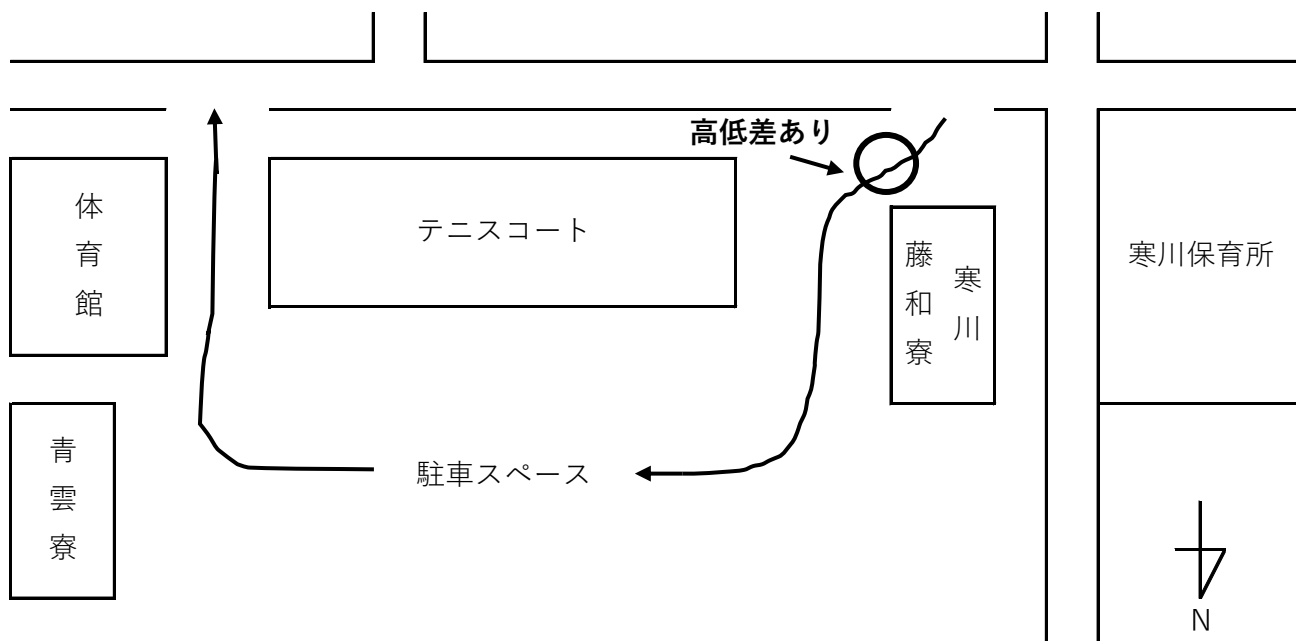 高低差あり
体育館
テニスコート
寒川
藤和寮
寒川保育所
青雲寮
駐車スペース
N